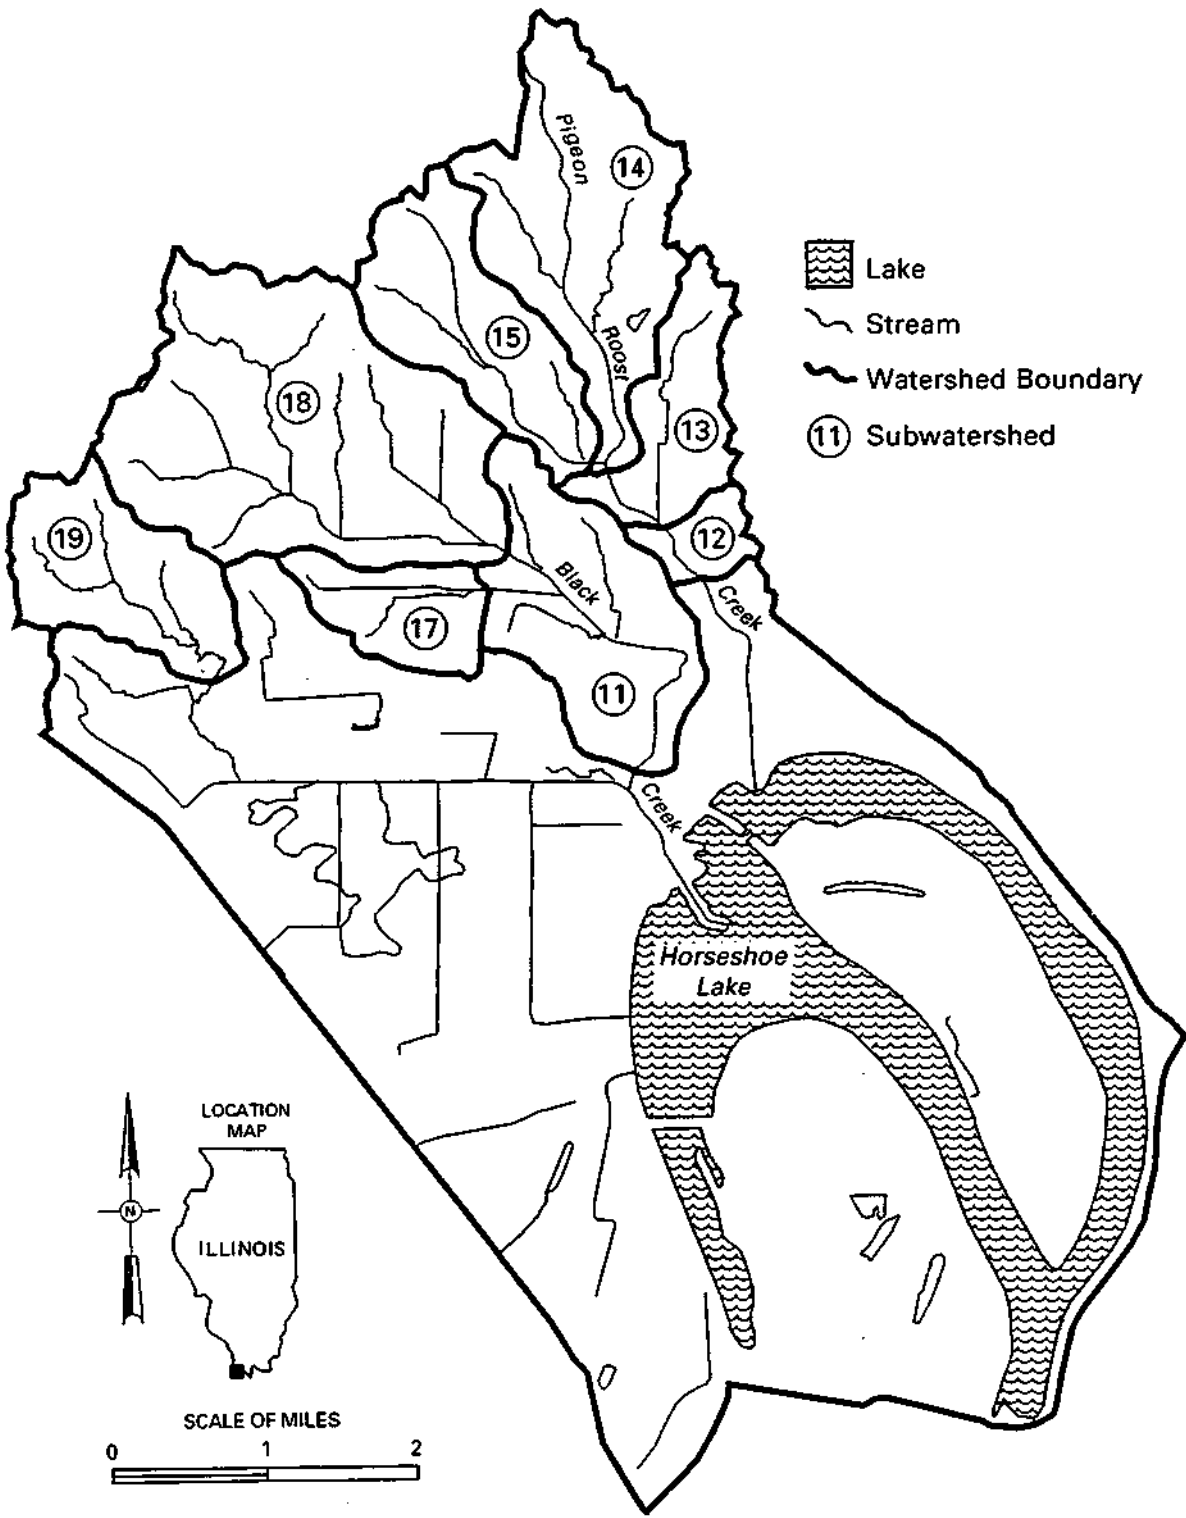 Pigeon
14
Lake
Stream
Watershed Boundary
11 Subwatershed
15
Roost
18
13
19
12
Black
Creek
17
11
Creek
Horseshoe
Lake
LOCATION
MAP
N
ILLINOIS
SCALE OF MILES
0 1 2